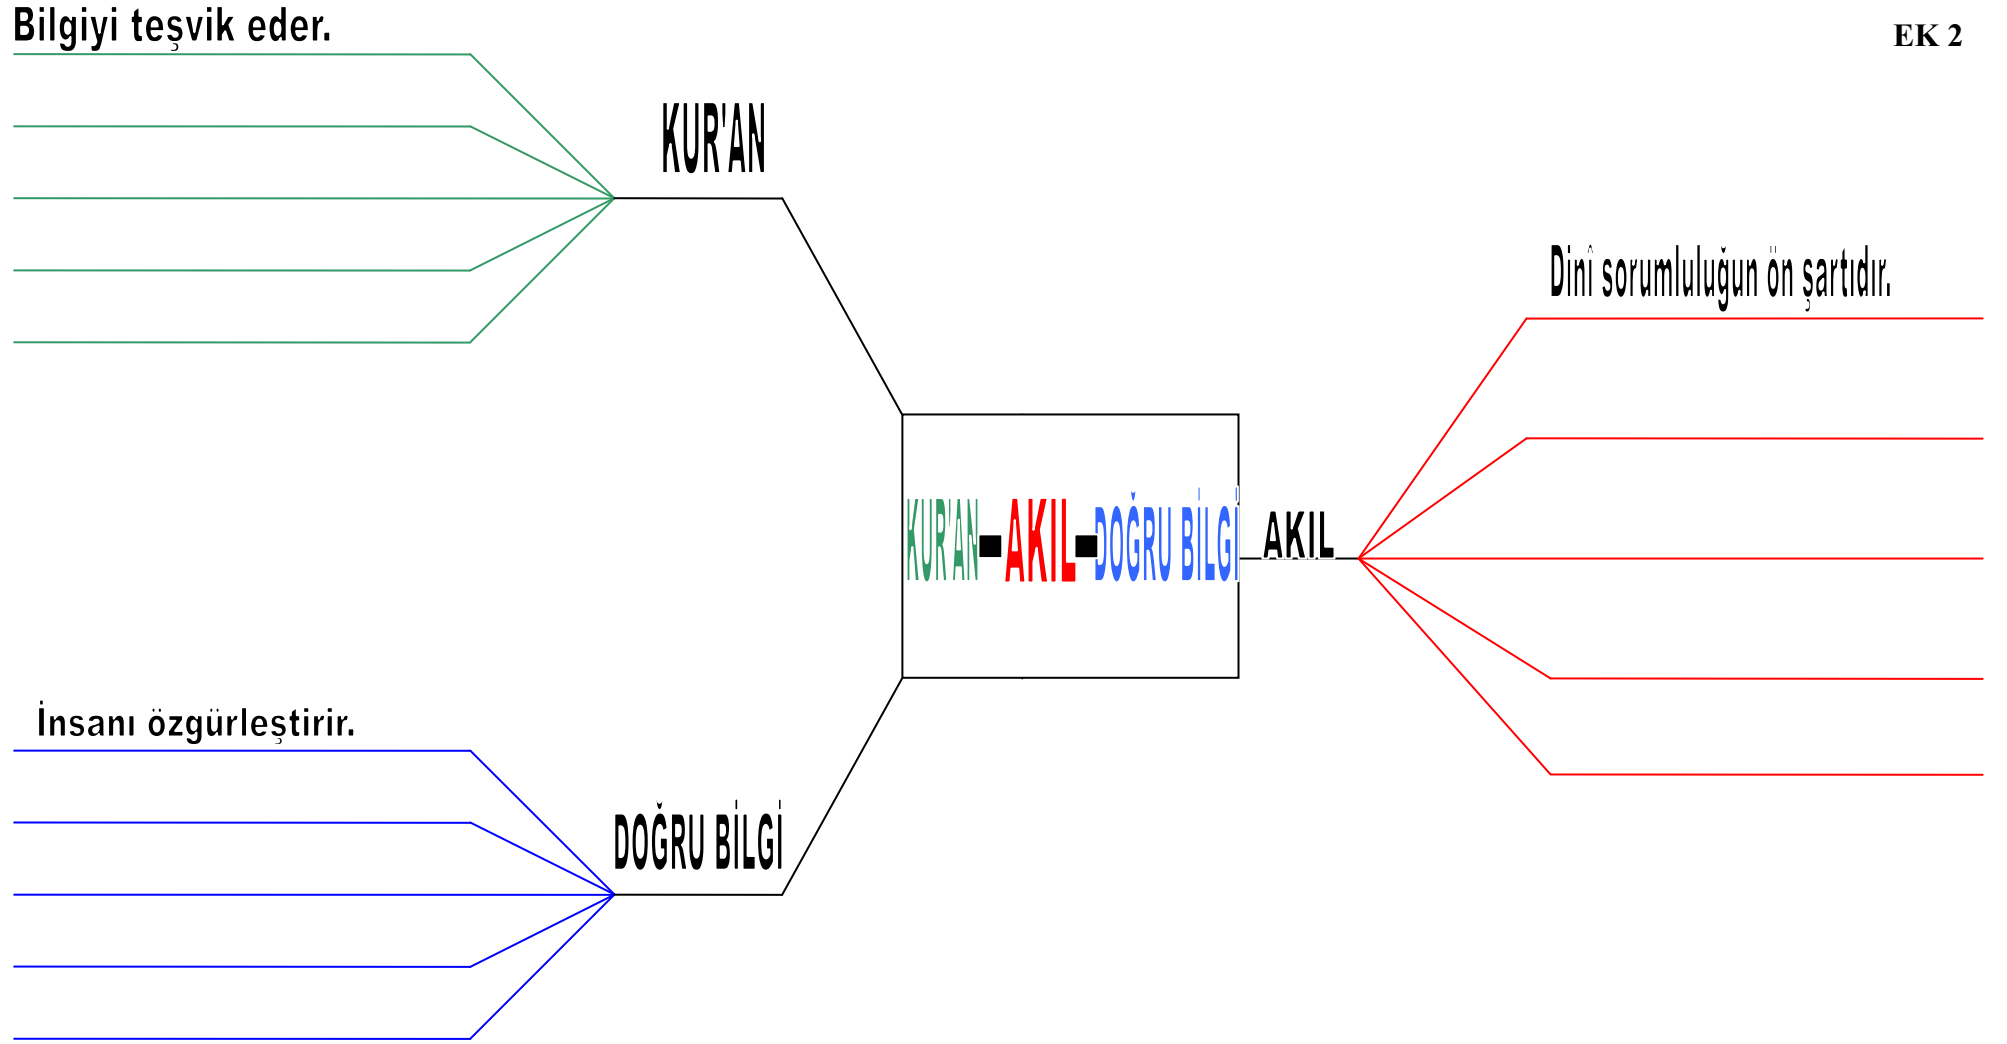 Bilgiyi teşvik eder.
EK 2
KUR'AN
Dinî sorumluluğun ön şartıdır.
KUR'AN-AKIL-DOĞRU BİLGİ
AKIL
İnsanı özgürleştirir.
DOĞRU BİLGİ